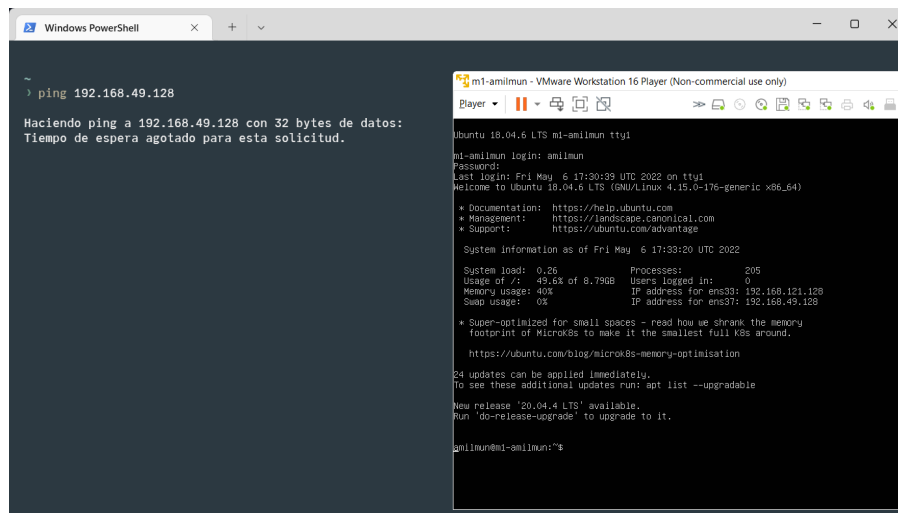 Windows PowerShell
~
> ping 192.168.49.128
Haciendo ping a 192.168.49.128 con 32 bytes de datos:
Tiempo de espera agotado para esta solicitud.
m1-amilmun - VMware Workstation 16 Player (Non-commercial use only)
Player
Ubuntu 18.04.6 LTS m1-amilmun tty1
m1-amilmun login: amilmun
Password:
Last login: Fri May  6 17:30:39 UTC 2022 on tty1
Welcome to Ubuntu 18.04.6 LTS (GNU/Linux 4.15.0-176-generic x86_64)
* Documentation:  https://help.ubuntu.com
* Management:     https://landscape.canonical.com
* Support:        https://ubuntu.com/advantage
System information as of Fri May  6 17:33:20 UTC 2022
System load:  0.26 Processes: 205
Usage of /:   49.6% of 8.79GB Users logged in: 0
Memory usage: 40% IP address for ens33: 192.168.121.128
Swap usage:   0% IP address for ens37: 192.168.49.128
* Super-optimized for small spaces - read how we shrank the memory
footprint of MicroK8s to make it the smallest full K8s around.
https://ubuntu.com/blog/microk8s-memory-optimisation
24 updates can be applied immediately.
To see these additional updates run: apt list --upgradable
New release '20.04.4 LTS' available.
Run 'do-release-upgrade' to upgrade to it.
amilmun@m1-amilmun:~$